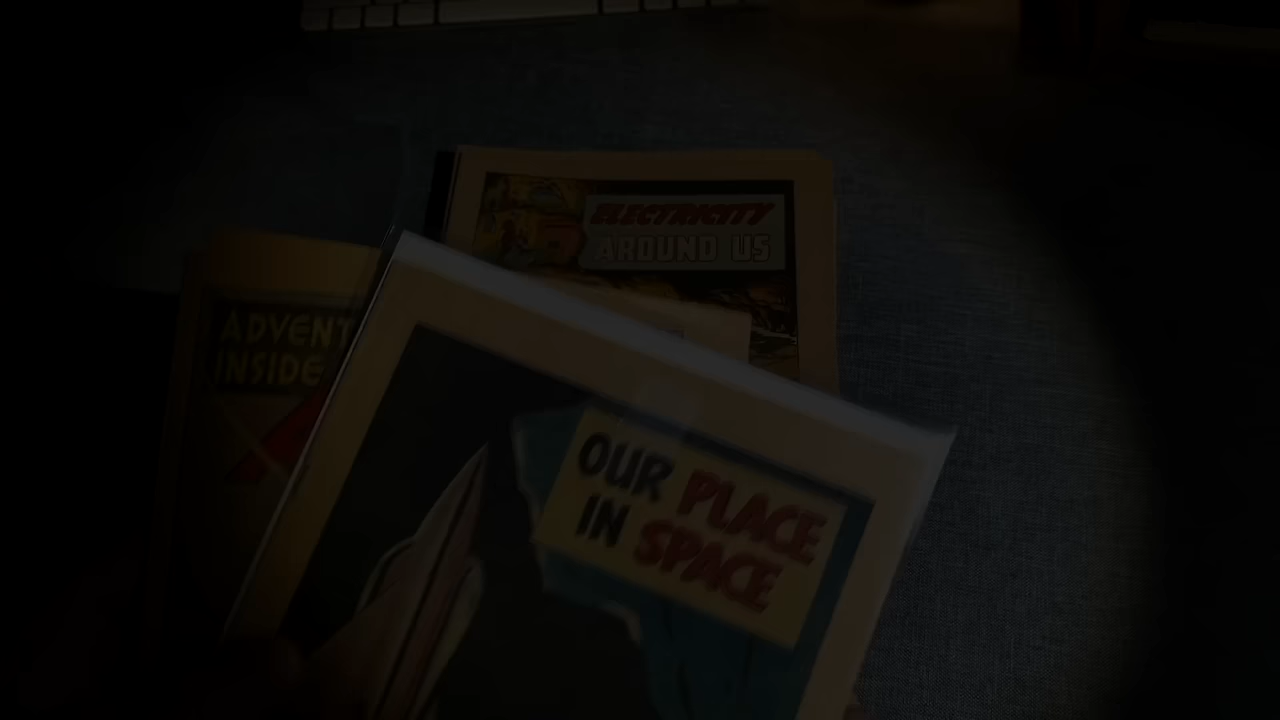 ELECTRICITY
AROUND US
ADVENT
INSIDE
OUR PLACE
IN SPACE